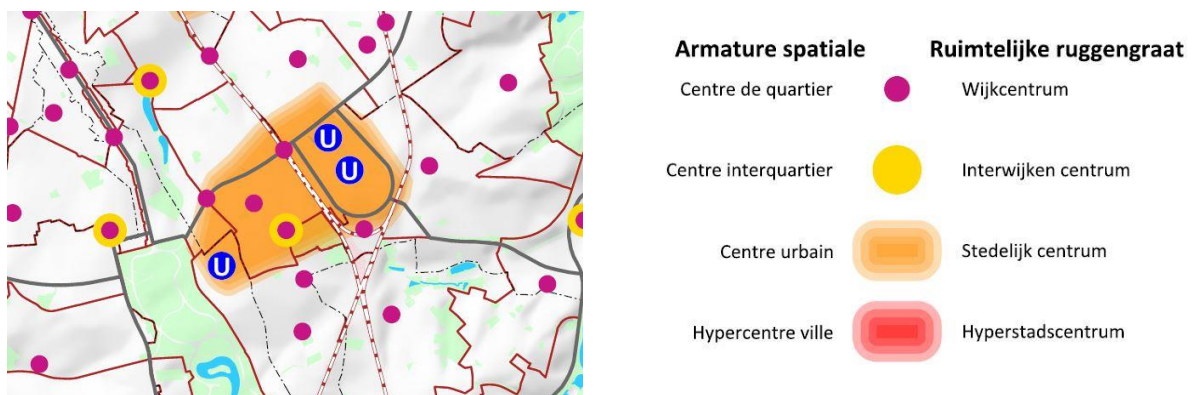 U
U
U
Armature spatiale Ruimtelijke ruggengraat
Centre de quartier Wijkcentrum
Centre interquartier Interwijken centrum
Centre urbain Stedelijk centrum
Hypercentre ville Hyperstadscentrum